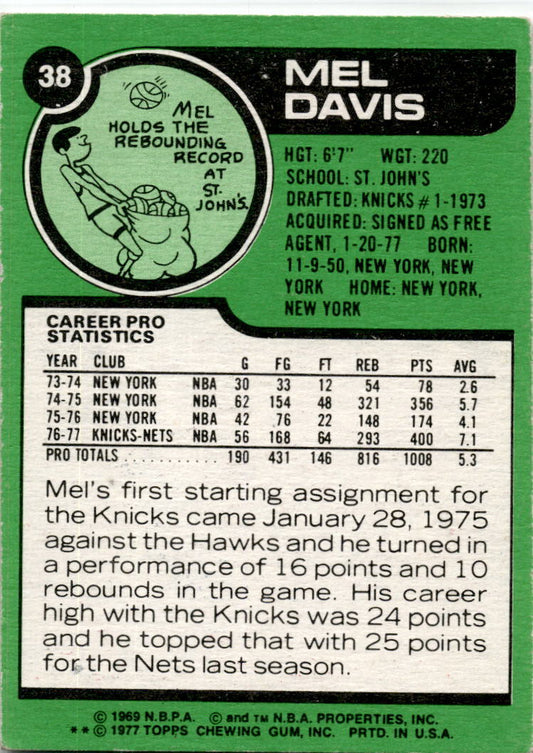 38
MEL
DAVIS
MEL
HOLDS THE
REBOUNDING
RECORD
AT
ST.
JOHN'S.
HGT: 6'7" WGT: 220
SCHOOL: ST. JOHN'S
DRAFTED: KNICKS #1-1973
ACQUIRED: SIGNED AS FREE
AGENT, 1-20-77 BORN:
11-9-50, NEW YORK, NEW
YORK HOME: NEW YORK,
NEW YORK
CAREER PRO
STATISTICS
YEAR CLUB G FG FT REB PTS AVG
73-74 NEW YORK NBA 30 33 12 54 78 2.6
74-75 NEW YORK NBA 62 154 48 321 356 5.7
75-76 NEW YORK NBA 42 76 22 148 174 4.1
76-77 KNICKS-NETS NBA 56 168 64 293 400 7.1
PRO TOTALS .......... 190 431 146 816 1008 5.3
Mel's first starting assignment for
the Knicks came January 28, 1975
against the Hawks and he turned in
a performance of 16 points and 10
rebounds in the game. His career
high with the Knicks was 24 points
and he topped that with 25 points
for the Nets last season.
© 1969 N.B.P.A. © and TM N.B.A. PROPERTIES, INC.
** © 1977 TOPPS CHEWING GUM, INC. PRTD. IN U.S.A.